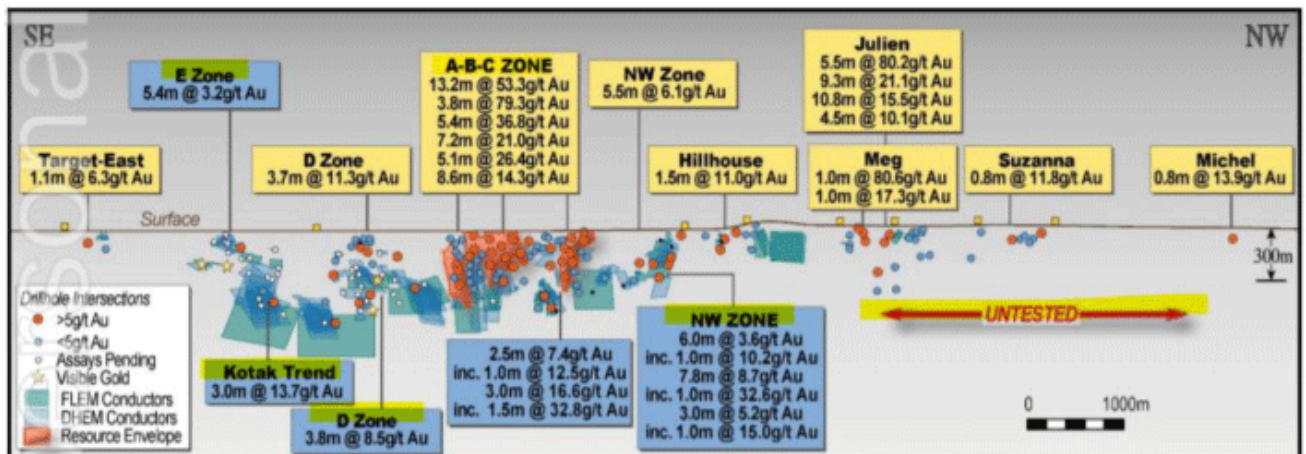 SE
NW
E Zone
5.4m @ 3.2g/t Au
A-B-C ZONE
13.2m @ 53.3g/t Au
3.8m @ 79.3g/t Au
5.4m @ 36.8g/t Au
7.2m @ 21.0g/t Au
5.1m @ 26.4g/t Au
8.6m @ 14.3g/t Au
NW Zone
5.5m @ 6.1g/t Au
Julien
5.5m @ 80.2g/t Au
9.3m @ 21.1g/t Au
10.8m @ 15.5g/t Au
4.5m @ 10.1g/t Au
Target-East
1.1m @ 6.3g/t Au
D Zone
3.7m @ 11.3g/t Au
Hillhouse
1.5m @ 11.0g/t Au
Meg
1.0m @ 80.6g/t Au
1.0m @ 17.3g/t Au
Suzanna
0.8m @ 11.8g/t Au
Michel
0.8m @ 13.9g/t Au
Surface
300m
Drillhole Intersections
>5g/t Au
<5g/t Au
Assays Pending
Visible Gold
FLEM Conductors
DHEM Conductors
Resource Envelope
Kotak Trend
3.0m @ 13.7g/t Au
D Zone
3.8m @ 8.5g/t Au
2.5m @ 7.4g/t Au
inc. 1.0m @ 12.5g/t Au
3.0m @ 16.6g/t Au
inc. 1.5m @ 32.8g/t Au
NW ZONE
6.0m @ 3.6g/t Au
inc. 1.0m @ 10.2g/t Au
7.8m @ 8.7g/t Au
inc. 1.0m @ 32.6g/t Au
3.0m @ 5.2g/t Au
inc. 1.0m @ 15.0g/t Au
UNTESTED
0 1000m